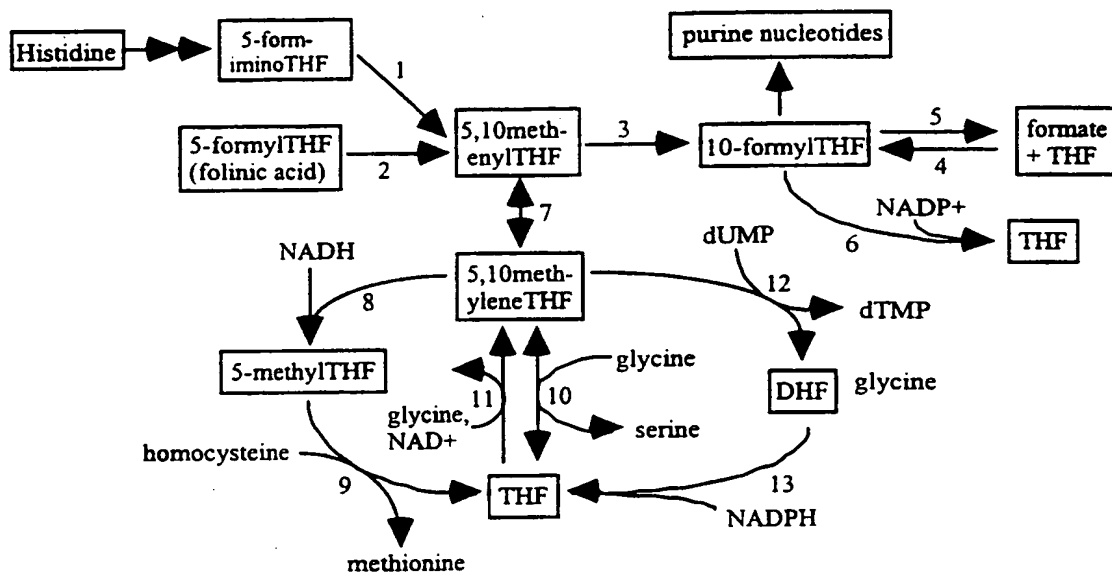 Histidine
5-form-
iminoTHF
1
purine nucleotides
5-formylTHF
(folinic acid)
2
5,10meth-
enylTHF
3
10-formylTHF
5
4
formate
+ THF
7
6
NADP+
THF
NADH
8
5,10meth-
yleneTHF
dUMP
12
dTMP
5-methylTHF
11
glycine,
NAD+
10
glycine
serine
DHF
glycine
homocysteine
9
THF
13
NADPH
methionine